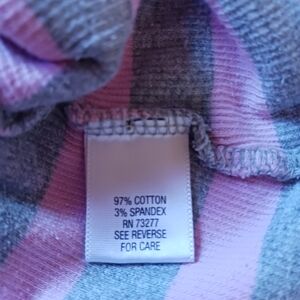 97% COTTON
3% SPANDEX
RN 73277
SEE REVERSE
FOR CARE